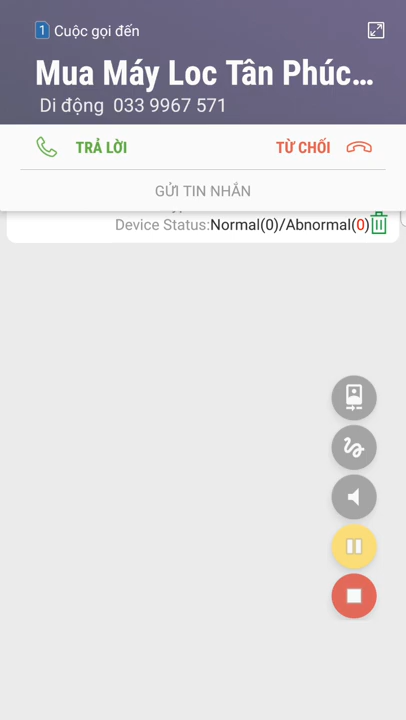 1 Cuộc gọi đến
Mua Máy Loc Tân Phúc...
Di động 033 9967 571
TRẢ LỜI TỪ CHỐI
GỬI TIN NHẮN
Device Status:Normal(0)/Abnormal(0)